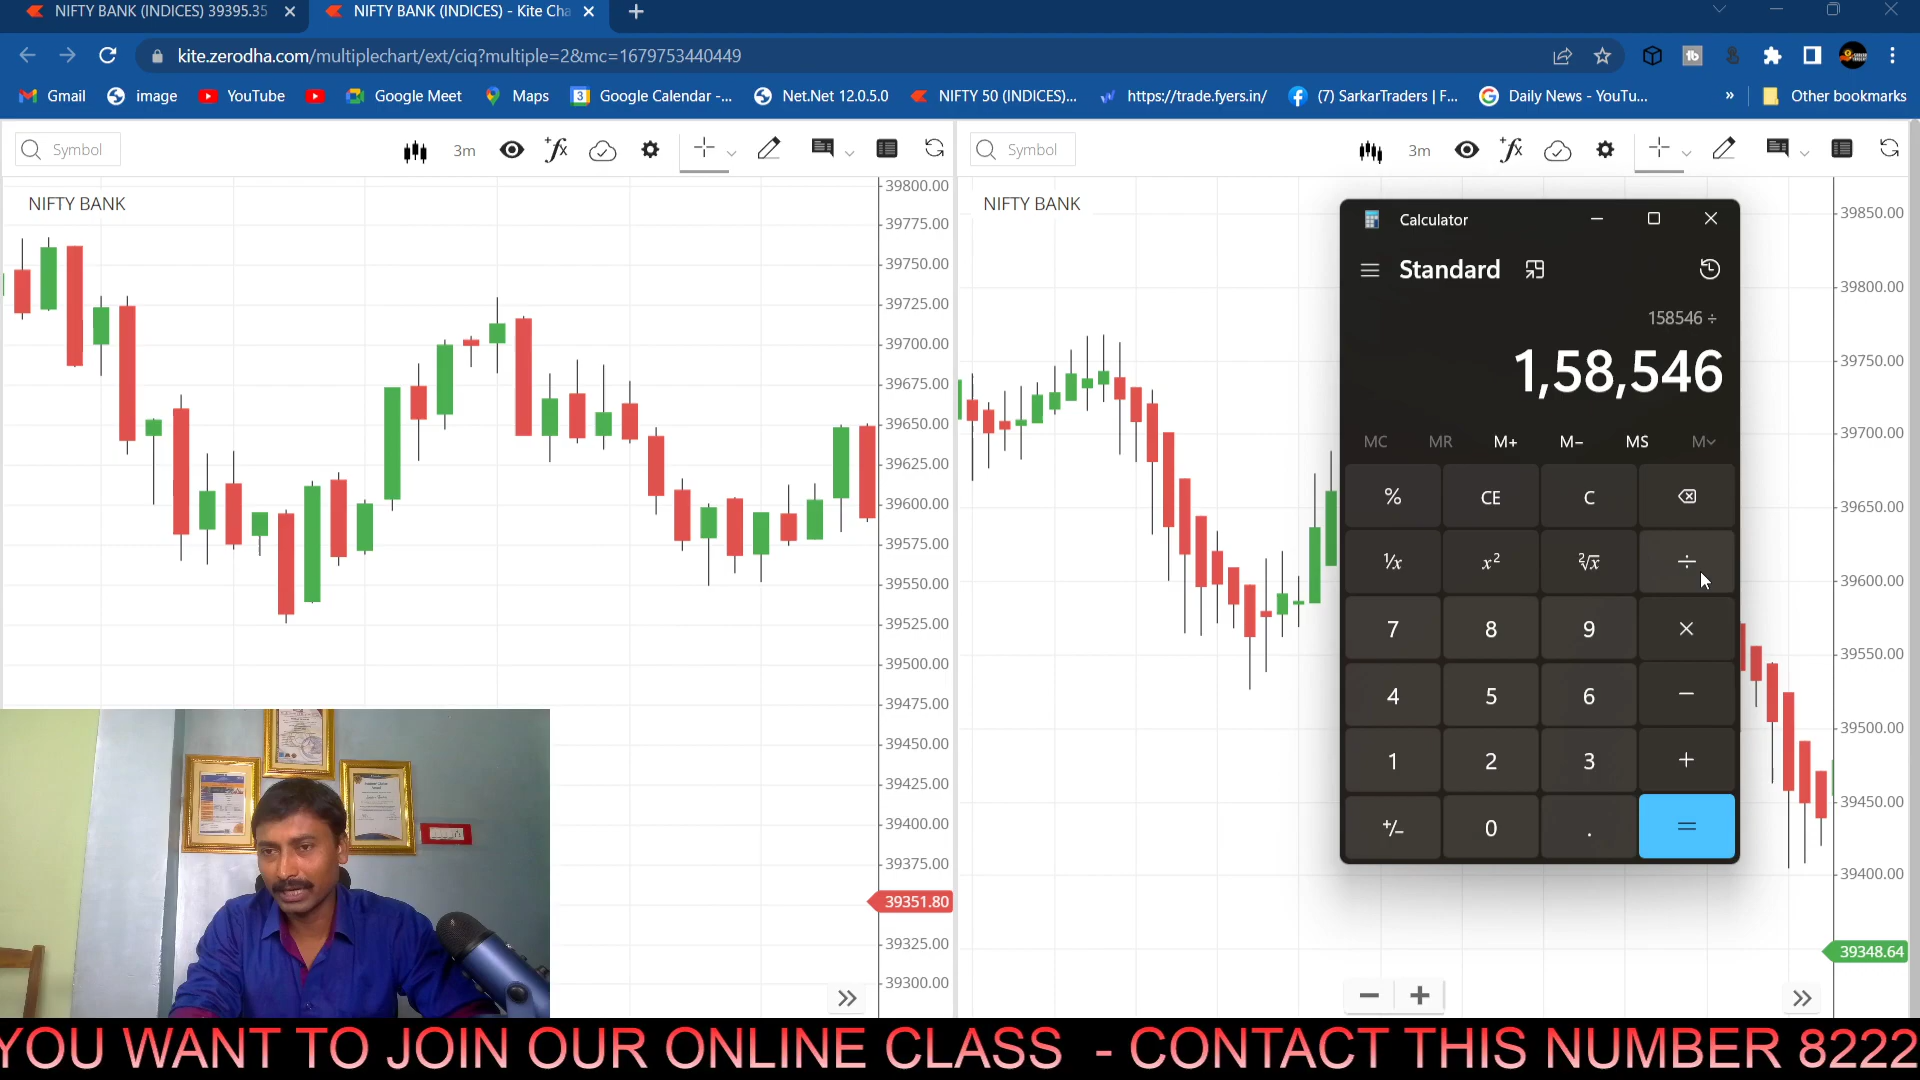 NIFTY BANK (INDICES) 39395.35
NIFTY BANK (INDICES) - Kite Cha
kite.zerodha.com/multiplechart/ext/ciq?multiple=2&mc=1679753440449
Gmail
image
YouTube
Google Meet
Maps
Google Calendar -...
Net.Net 12.0.5.0
NIFTY 50 (INDICES)...
https://trade.fyers.in/
(7) SarkarTraders | F...
Daily News - YouTu...
»
Other bookmarks
Symbol
3m
Symbol
3m
NIFTY BANK
39800.00
39775.00
39750.00
39725.00
39700.00
39675.00
39650.00
39625.00
39600.00
39575.00
39550.00
39525.00
39500.00
39475.00
39450.00
39425.00
39400.00
39375.00
39351.80
39325.00
39300.00
NIFTY BANK
39850.00
39800.00
39750.00
39700.00
39650.00
39600.00
39550.00
39500.00
39450.00
39400.00
39348.64
Calculator
Standard
158546 ÷
1,58,546
MC MR M+ M− MS M
% CE C
¹/x x² ²√x ÷
7 8 9 ×
4 5 6 −
1 2 3 +
+/− 0 . =
YOU WANT TO JOIN OUR ONLINE CLASS - CONTACT THIS NUMBER 8222